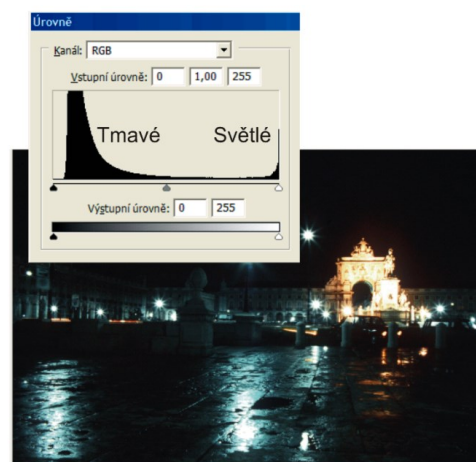 Úrovně
Kanál: RGB
Vstupní úrovně: 0 1,00 255
Tmavé Světlé
Výstupní úrovně: 0 255